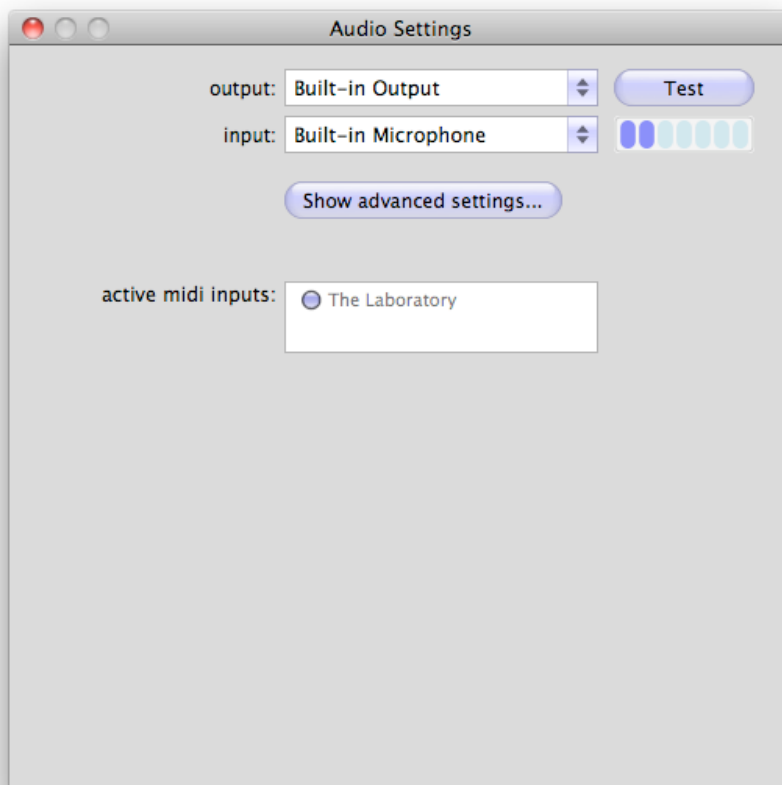 Audio Settings
output: Built-in Output Test
input: Built-in Microphone
Show advanced settings...
active midi inputs: The Laboratory